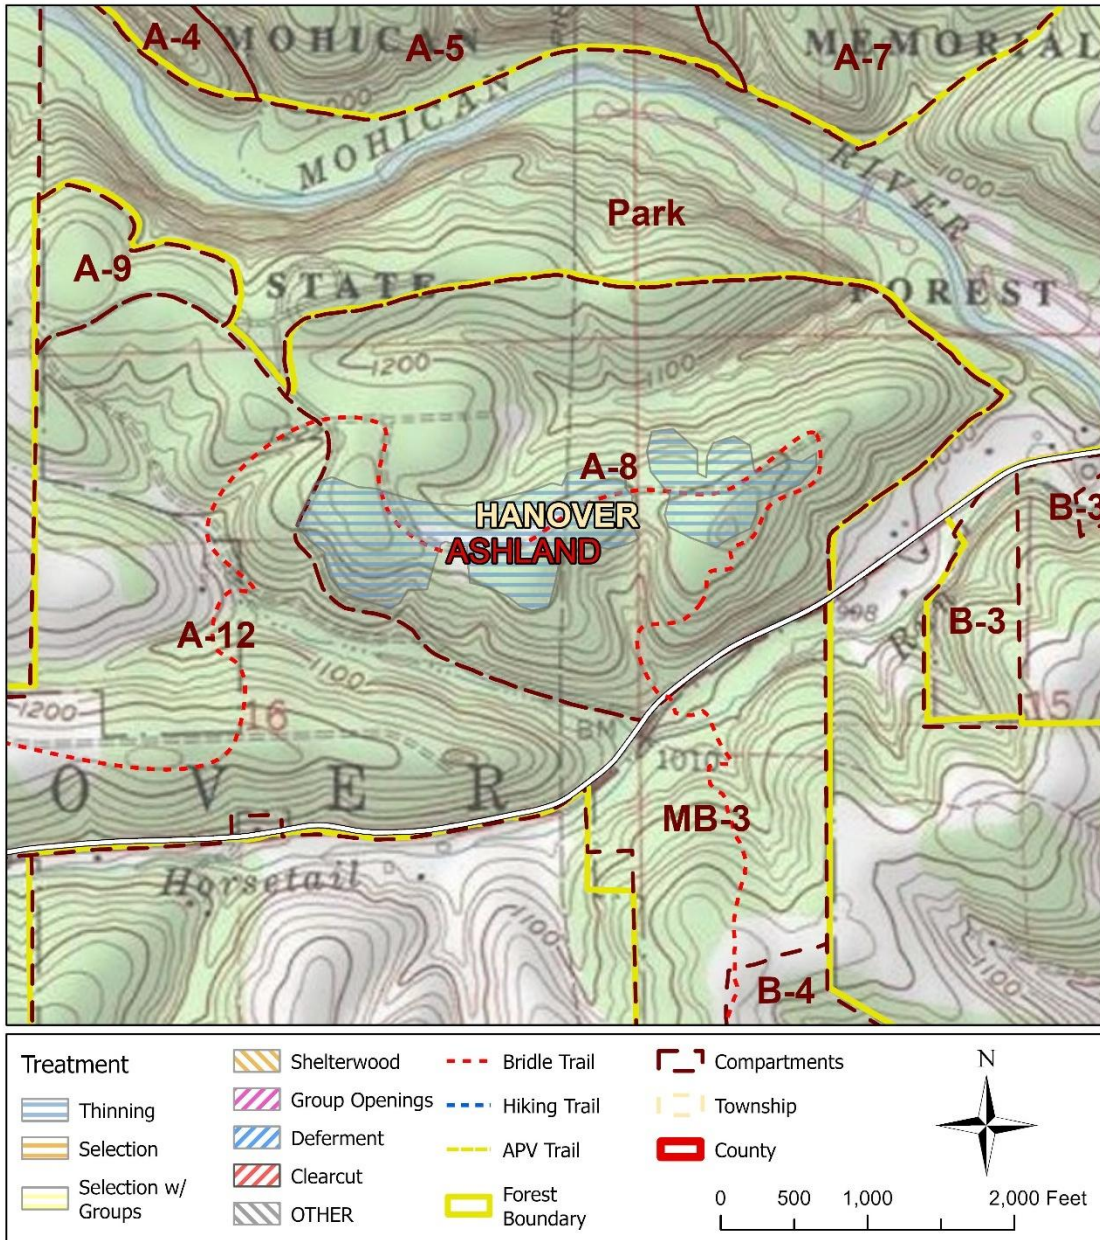 A-4
MOHICAN
A-5
MEMORIAL
A-7
1000
MOHICAN
RIVER
1000
Park
A-9
STATE
FOREST
1200
1100
A-8
HANOVER
ASHLAND
B-3
998
A-12
B-3
1100
1200
16
15
BM
1010
OVER
MB-3
Horsetail
1100
B-4
1100
Treatment
Thinning
Selection
Selection w/
Groups
Shelterwood
Group Openings
Deferment
Clearcut
OTHER
Bridle Trail
Hiking Trail
APV Trail
Forest
Boundary
Compartments
Township
County
N
0 500 1,000 2,000 Feet